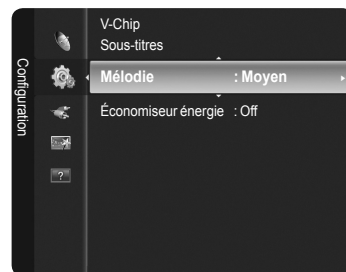 Configuration
V-Chip
Sous-titres
Mélodie : Moyen
Économiseur énergie : Off
?